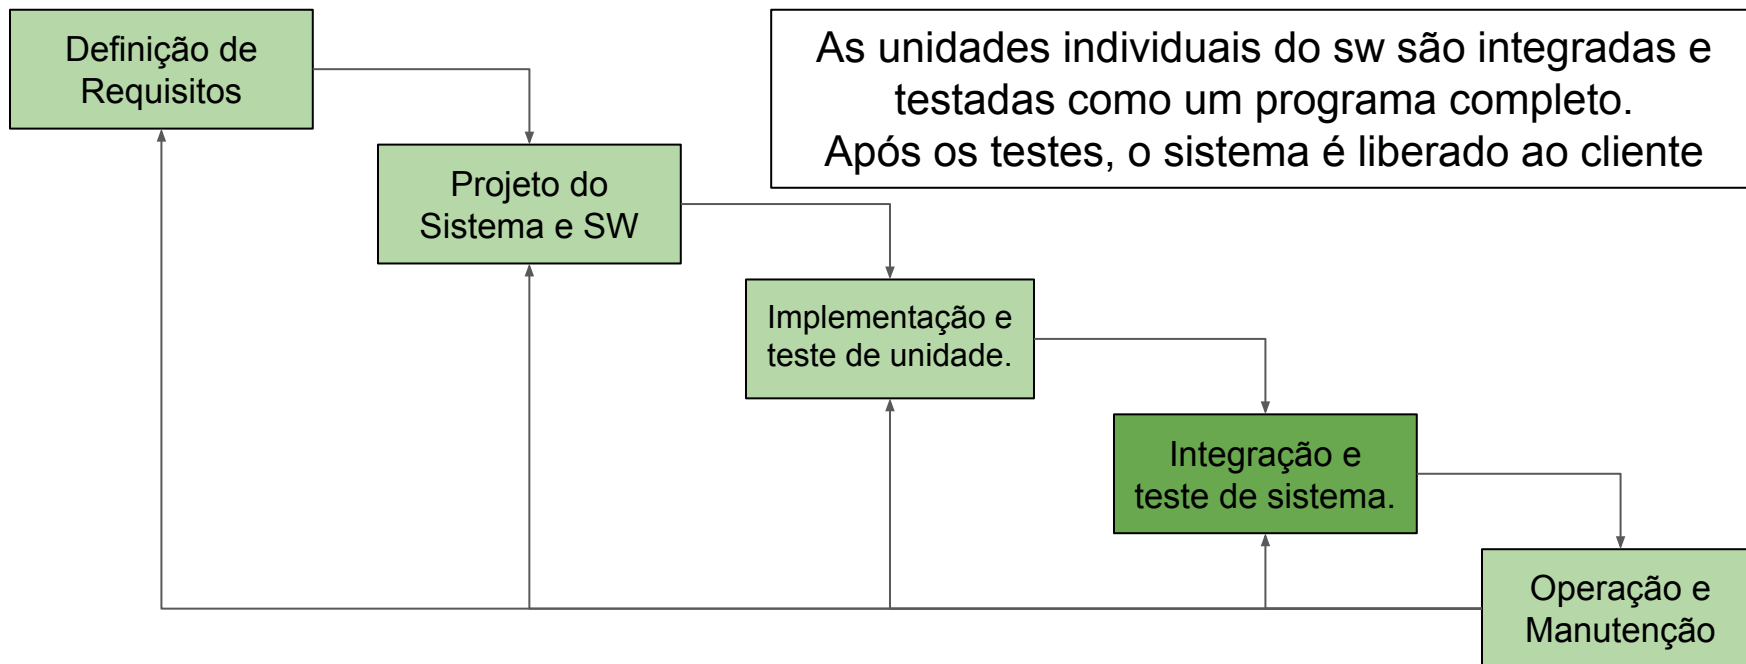 Definição de
Requisitos
As unidades individuais do sw são integradas e
testadas como um programa completo.
Após os testes, o sistema é liberado ao cliente
Projeto do
Sistema e SW
Implementação e
teste de unidade.
Integração e
teste de sistema.
Operação e
Manutenção